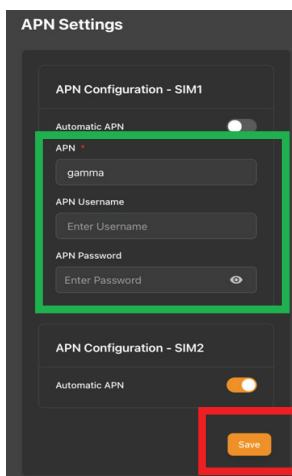 APN Settings
APN Configuration - SIM1
Automatic APN
APN *
gamma
APN Username
Enter Username
APN Password
Enter Password
APN Configuration - SIM2
Automatic APN
Save